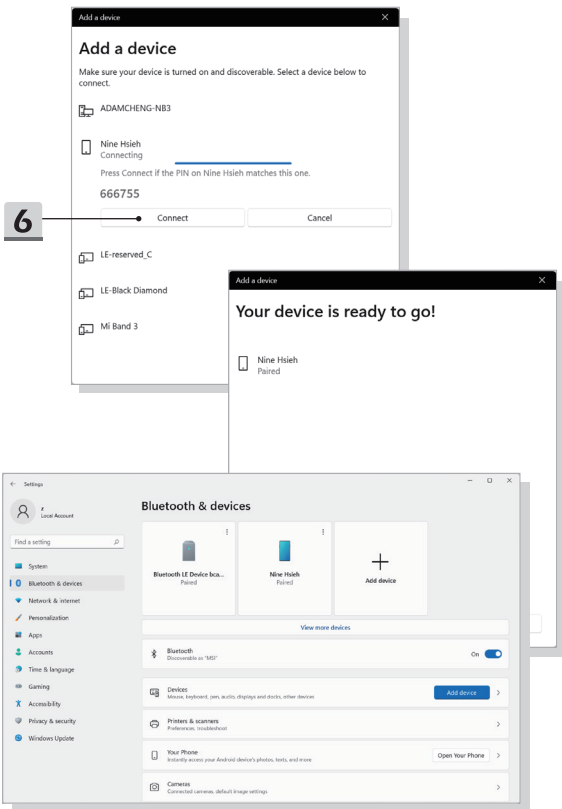 Add a device
Add a device
Make sure your device is turned on and discoverable. Select a device below to
connect.
ADAMCHENG-NB3
Nine Hsieh
Connecting
Press Connect if the PIN on Nine Hsieh matches this one.
666755
6
Connect
Cancel
LE-reserved_C
LE-Black Diamond
Mi Band 3
Add a device
Your device is ready to go!
Nine Hsieh
Paired
Settings
Local Account
Find a setting
System
Bluetooth & devices
Network & internet
Personalization
Apps
Accounts
Time & language
Gaming
Accessibility
Privacy & security
Windows Update
Bluetooth & devices
Bluetooth LE Device bca...
Paired
Nine Hsieh
Paired
Add device
View more devices
Bluetooth
Discoverable as "MSI"
On
Devices
Mouse, keyboard, pen, audio, displays and docks, other devices
Add device
Printers & scanners
Preferences, troubleshoot
Your Phone
Instantly access your Android device's photos, texts, and more
Open Your Phone
Cameras
Connected cameras, default image settings